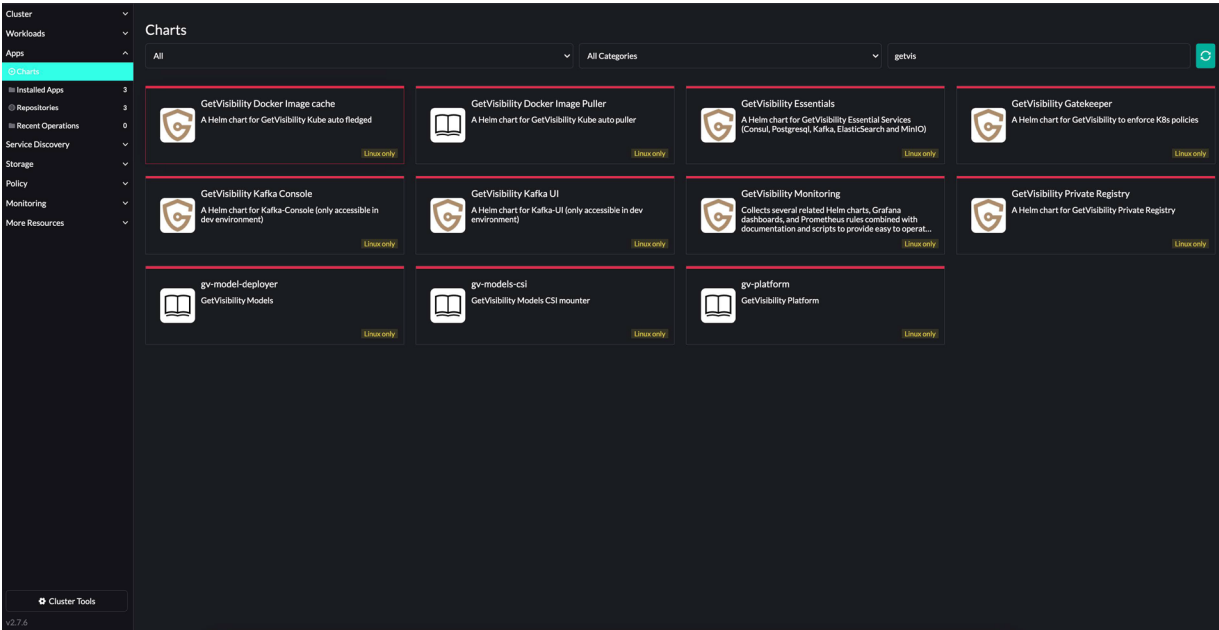 Cluster
Workloads
Apps
Charts
Installed Apps 3
Repositories 3
Recent Operations 0
Service Discovery
Storage
Policy
Monitoring
More Resources
Cluster Tools
v2.7.6
Charts
All
All Categories
getvis
GetVisibility Docker Image cache
A Helm chart for GetVisibility Kube auto fledged
Linux only
GetVisibility Docker Image Puller
A Helm chart for GetVisibility Kube auto puller
Linux only
GetVisibility Essentials
A Helm chart for GetVisibility Essential Services
(Consul, Postgresql, Kafka, ElasticSearch and MinIO)
Linux only
GetVisibility Gatekeeper
A Helm chart for GetVisibility to enforce K8s policies
Linux only
GetVisibility Kafka Console
A Helm chart for Kafka-Console (only accessible in
dev environment)
Linux only
GetVisibility Kafka UI
A Helm chart for Kafka-UI (only accessible in dev
environment)
Linux only
GetVisibility Monitoring
Collects several related Helm charts, Grafana
dashboards, and Prometheus rules combined with
documentation and scripts to provide easy to operat...
Linux only
GetVisibility Private Registry
A Helm chart for GetVisibility Private Registry
Linux only
gv-model-deployer
GetVisibility Models
Linux only
gv-models-csi
GetVisibility Models CSI mounter
Linux only
gv-platform
GetVisibility Platform
Linux only